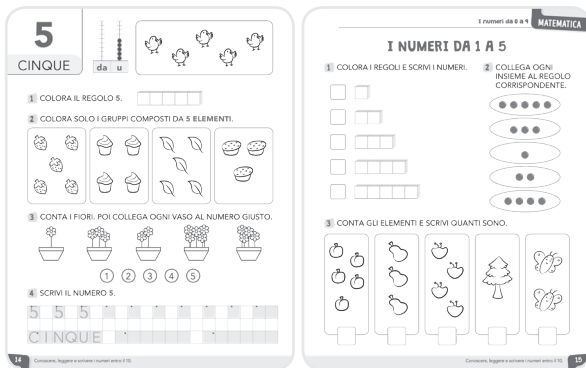 5
CINQUE
da u
1 COLORA IL REGOLO 5.
2 COLORA SOLO I GRUPPI COMPOSTI DA 5 ELEMENTI.
3 CONTA I FIORI. POI COLLEGA OGNI VASO AL NUMERO GIUSTO.
1 2 3 4 5
4 SCRIVI IL NUMERO 5.
5 5 5
CINQUE
14 Conoscere, leggere e scrivere i numeri entro il 10.
I numeri da 0 a 9 MATEMATICA
I NUMERI DA 1 A 5
1 COLORA I REGOLI E SCRIVI I NUMERI.
2 COLLEGA OGNI
INSIEME AL REGOLO
CORRISPONDENTE.
3 CONTA GLI ELEMENTI E SCRIVI QUANTI SONO.
Conoscere, leggere e scrivere i numeri entro il 10. 15